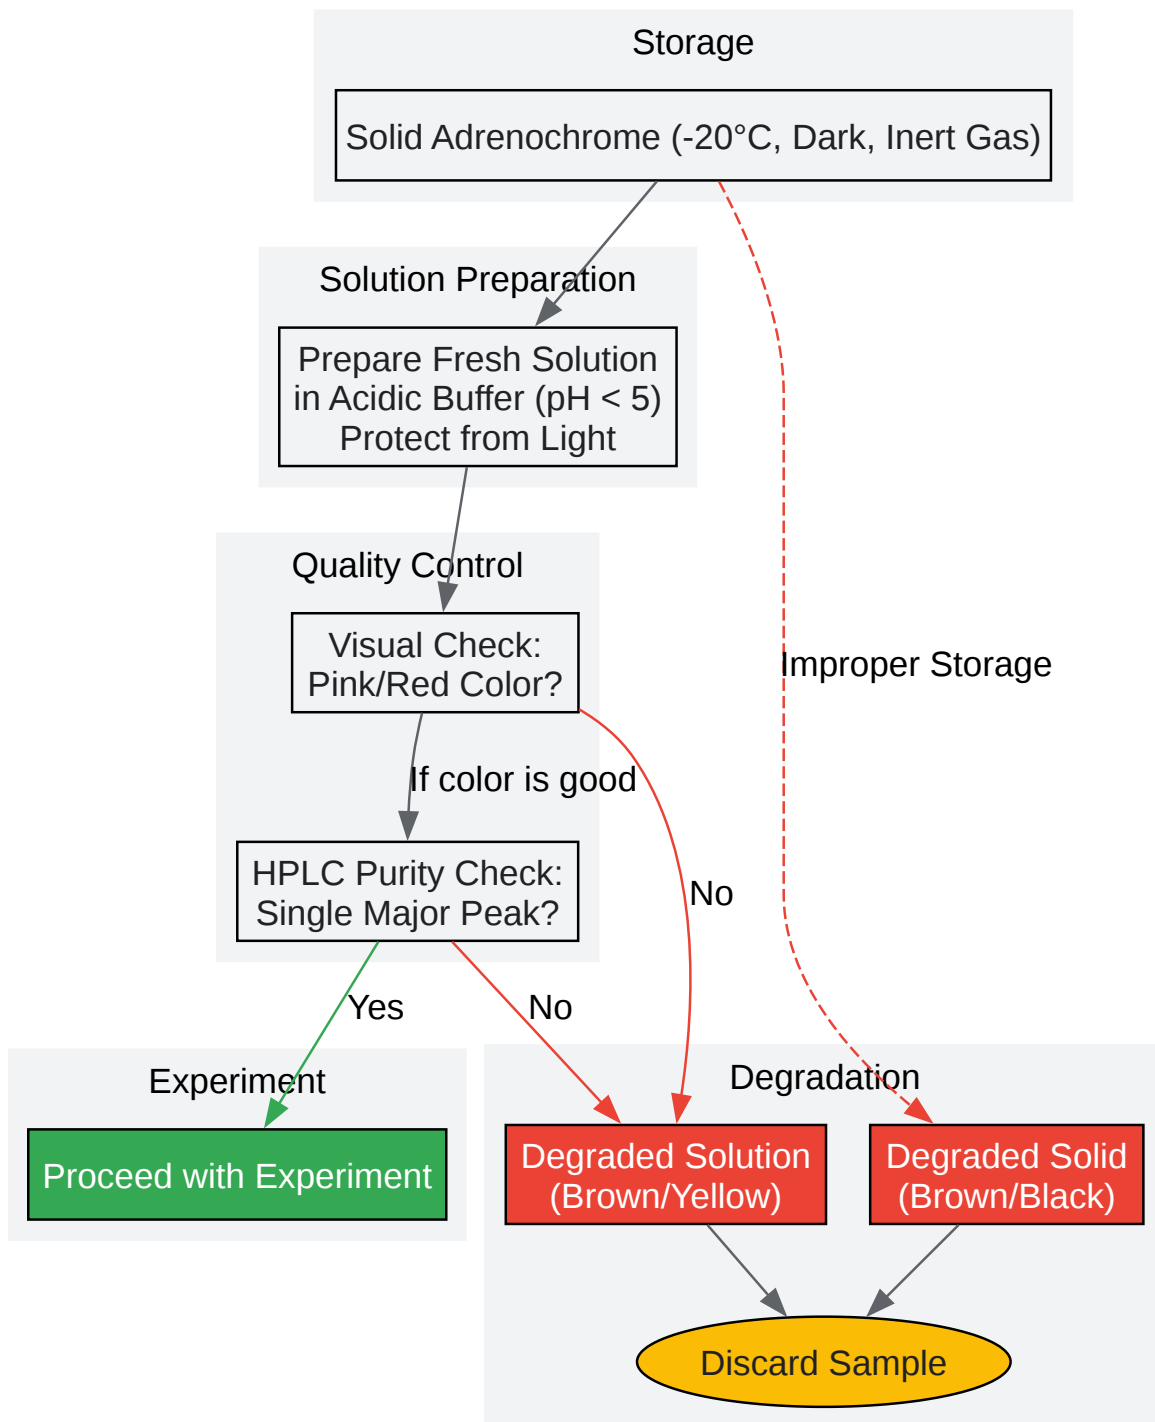 Storage
Solid Adrenochrome (-20°C, Dark, Inert Gas)
Solution Preparation
Prepare Fresh Solution
in Acidic Buffer (pH < 5)
Protect from Light
Quality Control
Visual Check:
Pink/Red Color?
Improper Storage
If color is good
HPLC Purity Check:
Single Major Peak?
No
Yes
No
Experiment
Proceed with Experiment
Degradation
Degraded Solution
(Brown/Yellow)
Degraded Solid
(Brown/Black)
Discard Sample